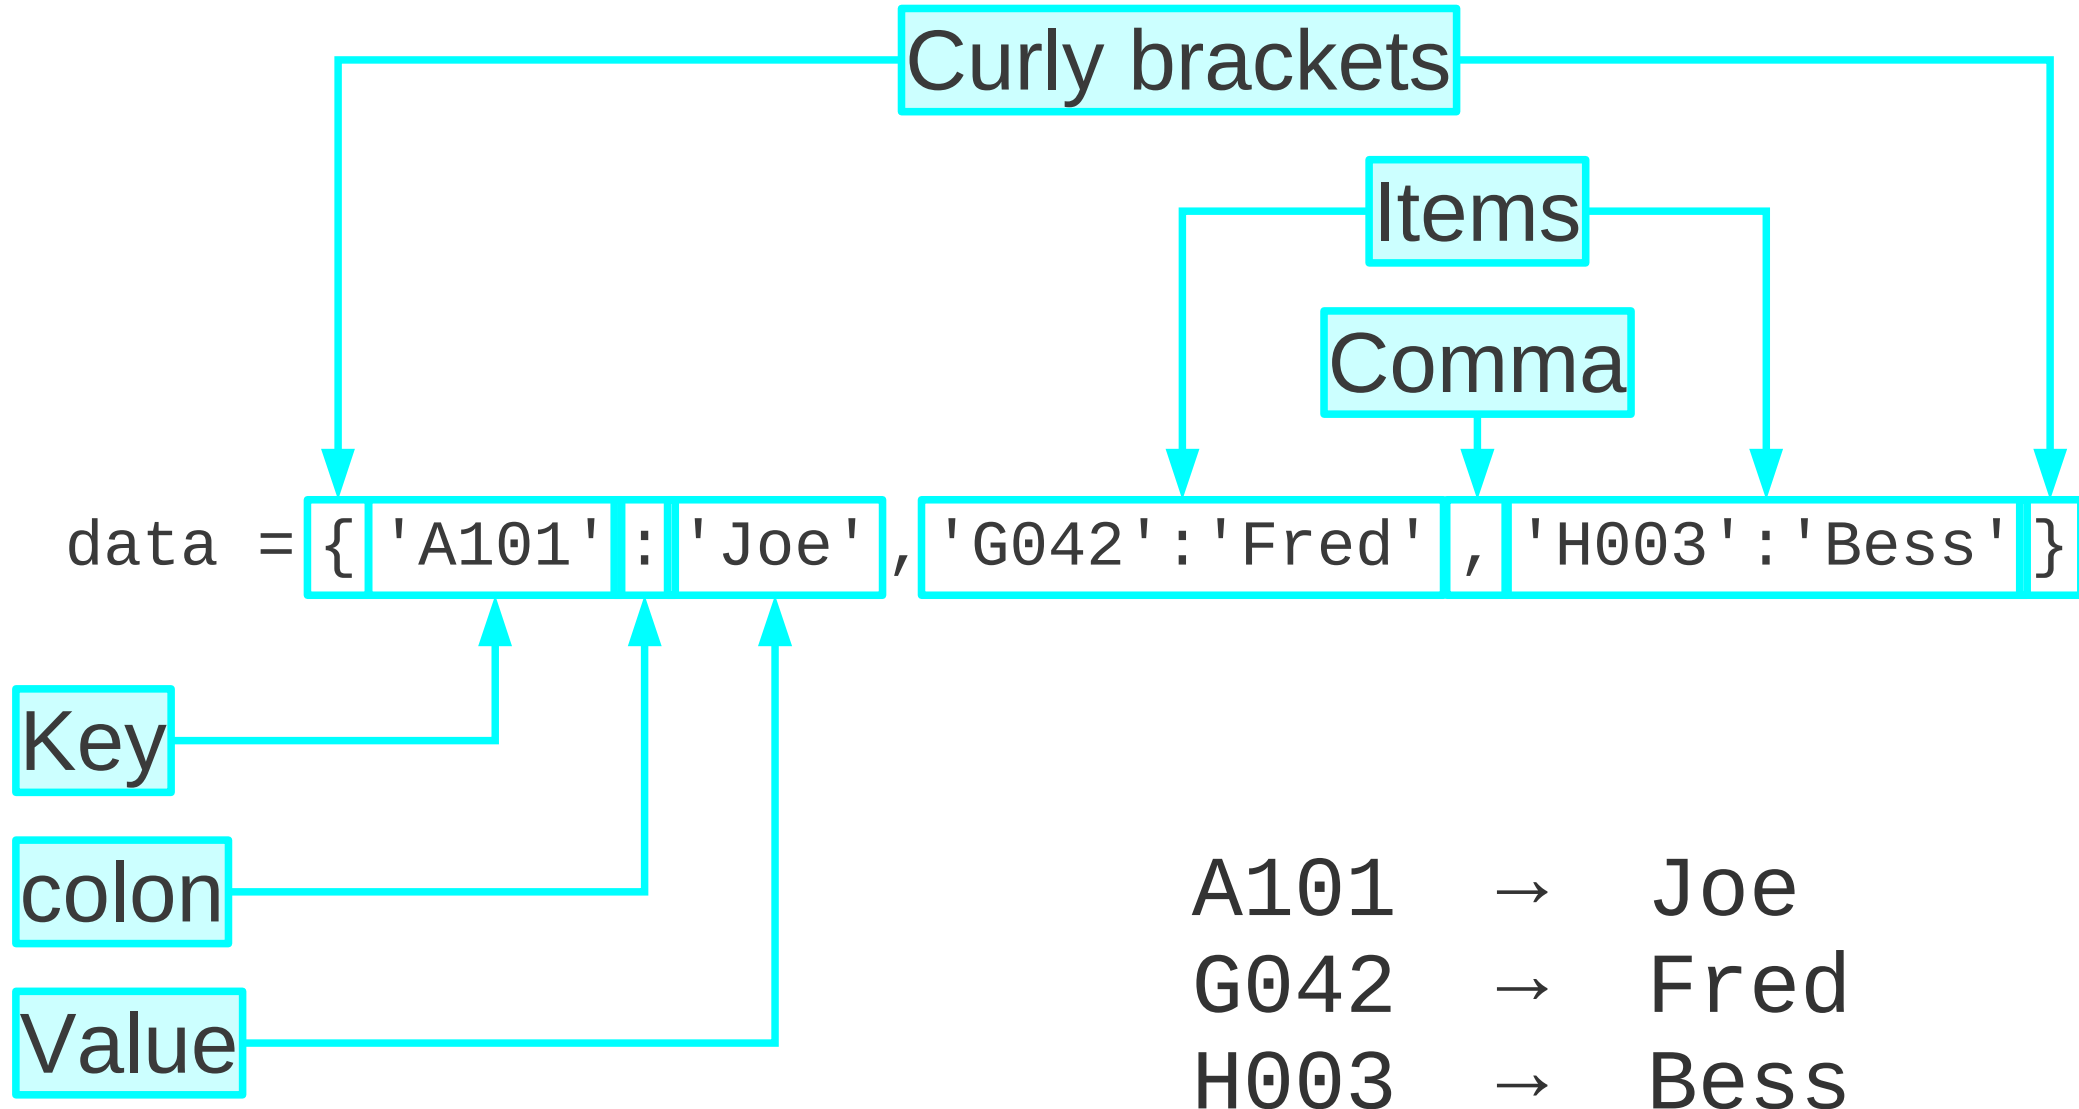 Curly brackets
Items
Comma
data = { 'A101' : 'Joe' , 'G042':'Fred' , 'H003':'Bess' }
Key
colon
Value
A101 → Joe
G042 → Fred
H003 → Bess